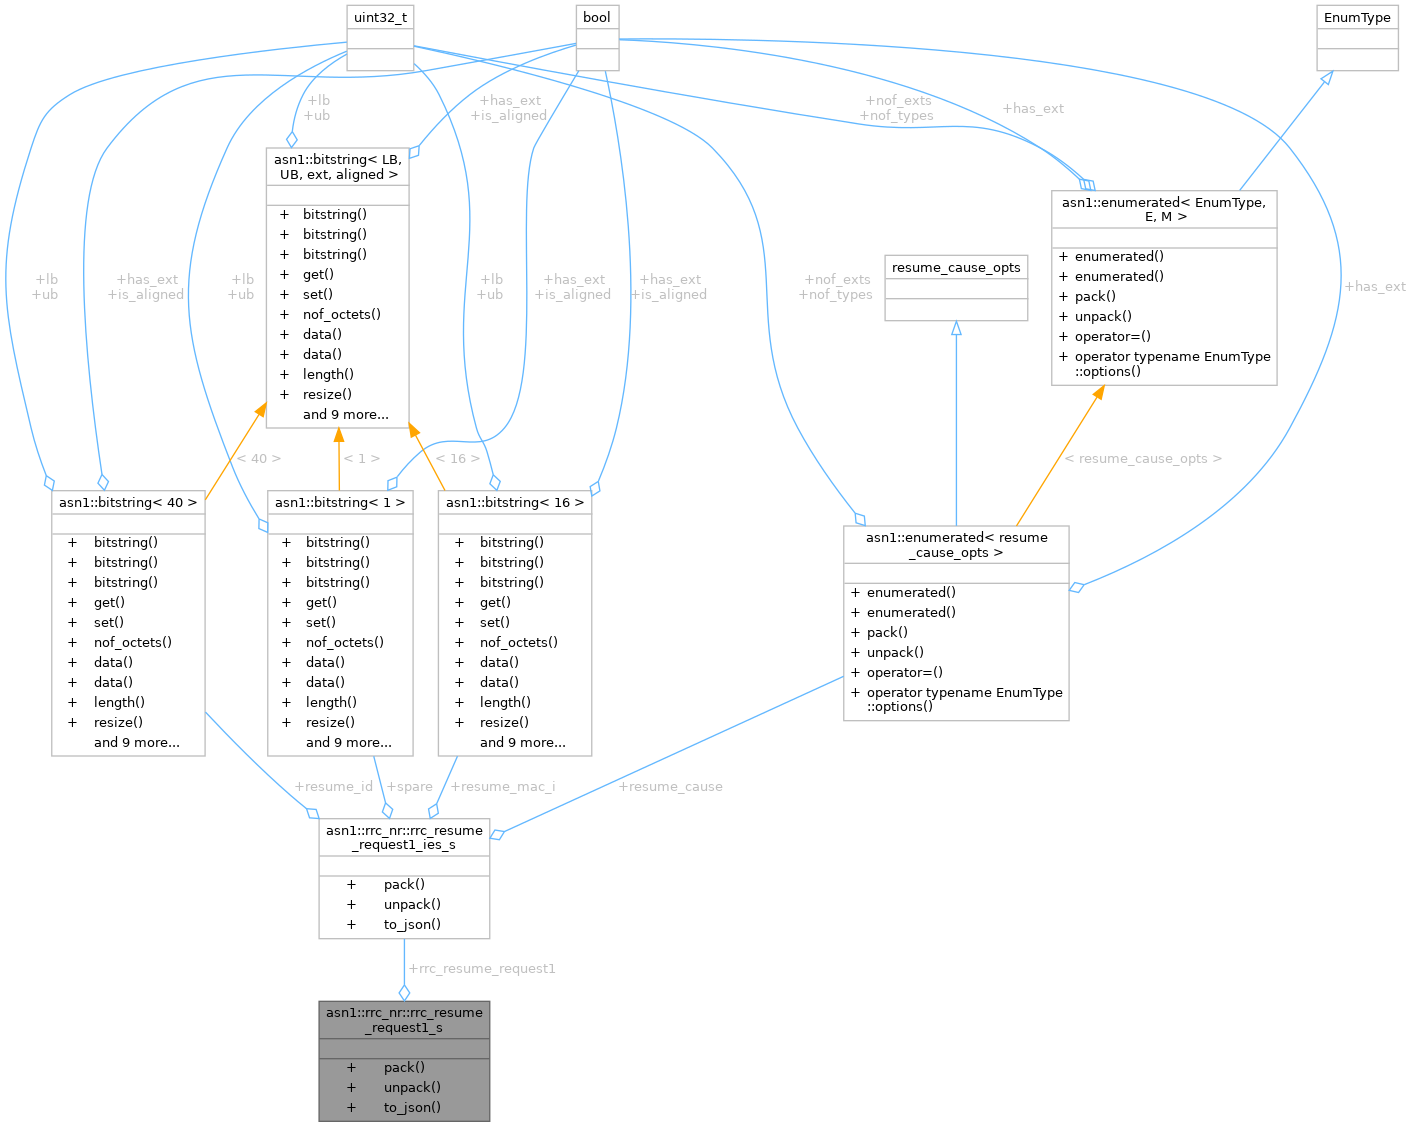 uint32_t
bool
EnumType
+lb
+ub
+has_ext
+is_aligned
+nof_exts
+nof_types
+has_ext
asn1::bitstring< LB,
UB, ext, aligned >
+ bitstring()
+ bitstring()
+ bitstring()
+ get()
+ set()
+ nof_octets()
+ data()
+ data()
+ length()
+ resize()
and 9 more...
asn1::enumerated< EnumType,
E, M >
+ enumerated()
+ enumerated()
+ pack()
+ unpack()
+ operator=()
+ operator typename EnumType
::options()
resume_cause_opts
+lb
+ub
+has_ext
+is_aligned
+lb
+ub
+lb
+ub
+has_ext
+is_aligned
+has_ext
+is_aligned
+nof_exts
+nof_types
+has_ext
< 40 >
< 1 >
< 16 >
< resume_cause_opts >
asn1::bitstring< 40 >
+ bitstring()
+ bitstring()
+ bitstring()
+ get()
+ set()
+ nof_octets()
+ data()
+ data()
+ length()
+ resize()
and 9 more...
asn1::bitstring< 1 >
+ bitstring()
+ bitstring()
+ bitstring()
+ get()
+ set()
+ nof_octets()
+ data()
+ data()
+ length()
+ resize()
and 9 more...
asn1::bitstring< 16 >
+ bitstring()
+ bitstring()
+ bitstring()
+ get()
+ set()
+ nof_octets()
+ data()
+ data()
+ length()
+ resize()
and 9 more...
asn1::enumerated< resume
_cause_opts >
+ enumerated()
+ enumerated()
+ pack()
+ unpack()
+ operator=()
+ operator typename EnumType
::options()
+resume_id
+spare
+resume_mac_i
+resume_cause
asn1::rrc_nr::rrc_resume
_request1_ies_s
+ pack()
+ unpack()
+ to_json()
+rrc_resume_request1
asn1::rrc_nr::rrc_resume
_request1_s
+ pack()
+ unpack()
+ to_json()